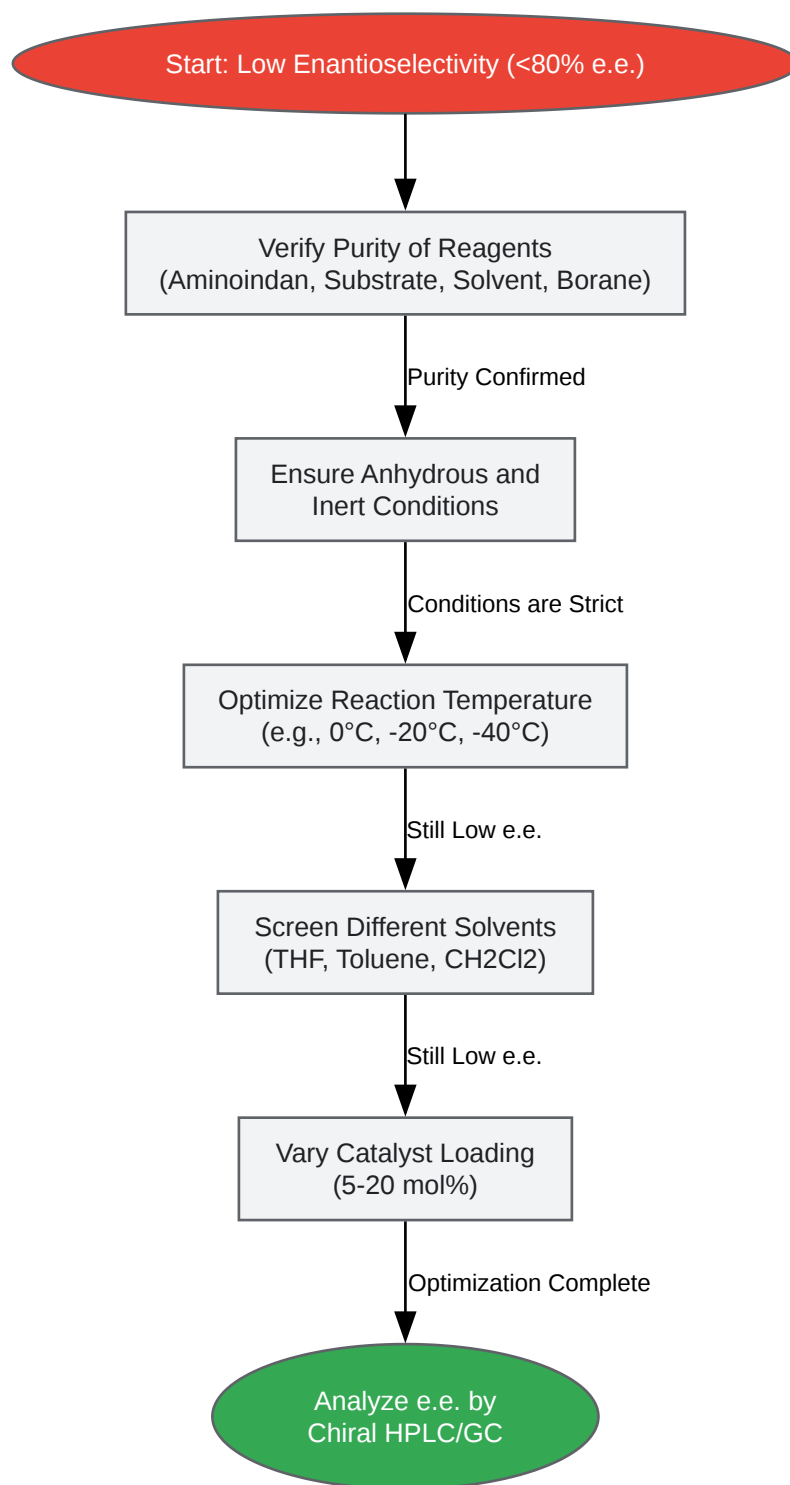 Start: Low Enantioselectivity (<80% e.e.)
Verify Purity of Reagents
(Aminoindan, Substrate, Solvent, Borane)
Purity Confirmed
Ensure Anhydrous and
Inert Conditions
Conditions are Strict
Optimize Reaction Temperature
(e.g., 0°C, -20°C, -40°C)
Still Low e.e.
Screen Different Solvents
(THF, Toluene, CH2Cl2)
Still Low e.e.
Vary Catalyst Loading
(5-20 mol%)
Optimization Complete
Analyze e.e. by
Chiral HPLC/GC